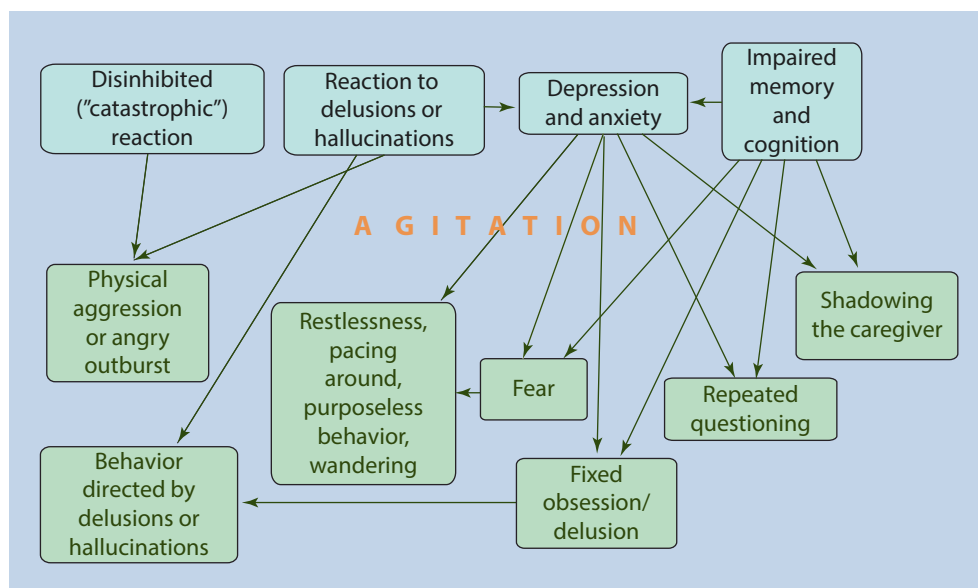 Disinhibited
("catastrophic")
reaction
Reaction to
delusions or
hallucinations
Depression
and anxiety
Impaired
memory
and
cognition
A G I T A T I O N
Physical
aggression
or angry
outburst
Restlessness,
pacing
around,
purposeless
behavior,
wandering
Fear
Shadowing
the caregiver
Repeated
questioning
Behavior
directed by
delusions or
hallucinations
Fixed
obsession/
delusion